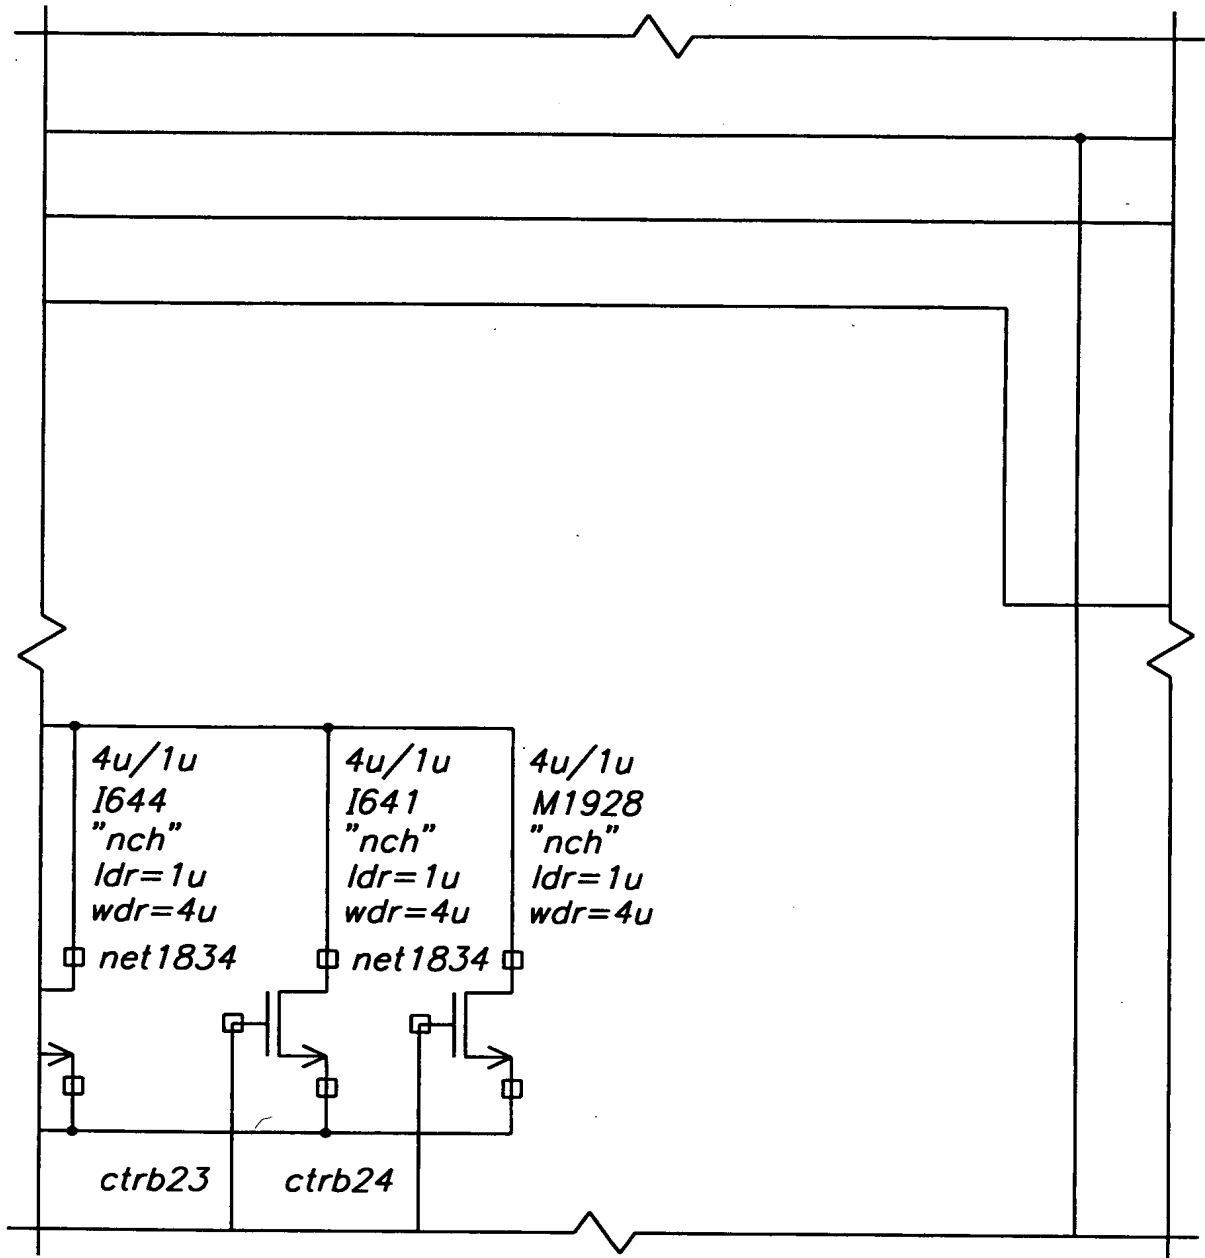 4u/1u
I644
"nch"
ldr=1u
wdr=4u
net1834
4u/1u
I641
"nch"
ldr=1u
wdr=4u
net1834
4u/1u
M1928
"nch"
ldr=1u
wdr=4u
ctrb23
ctrb24